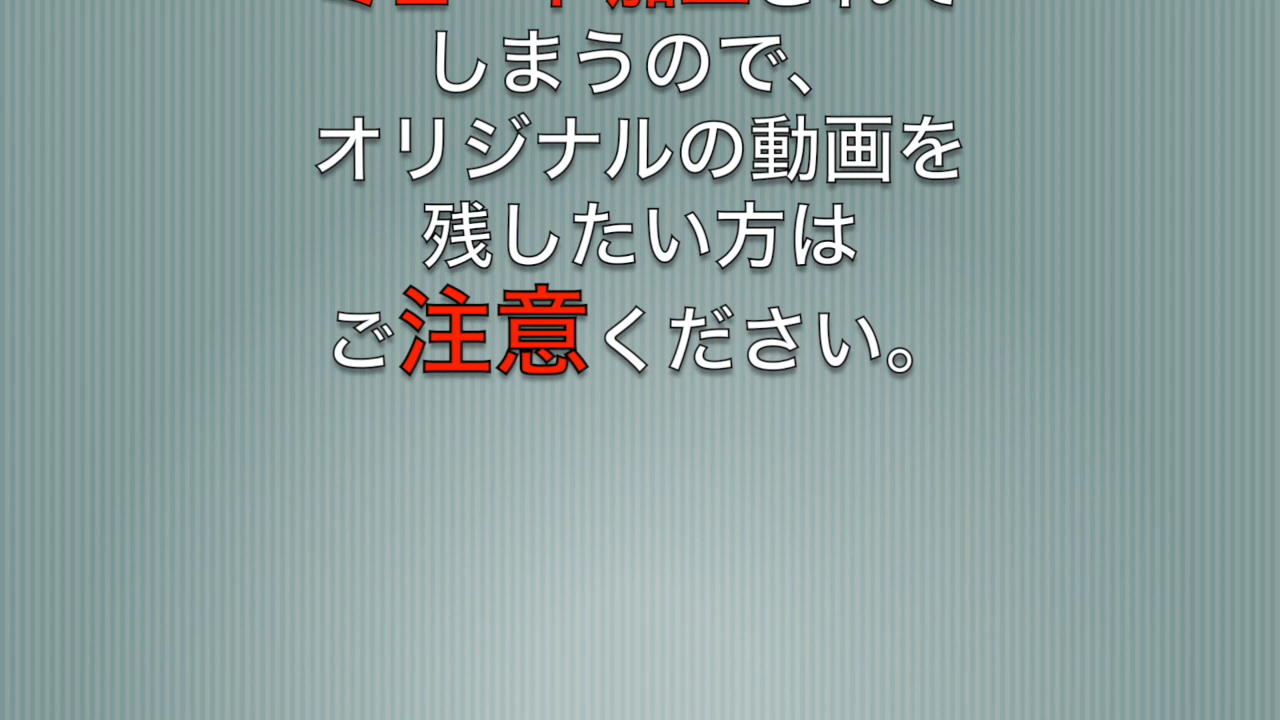 しまうので、
オリジナルの動画を
残したい方は
ご注意ください。